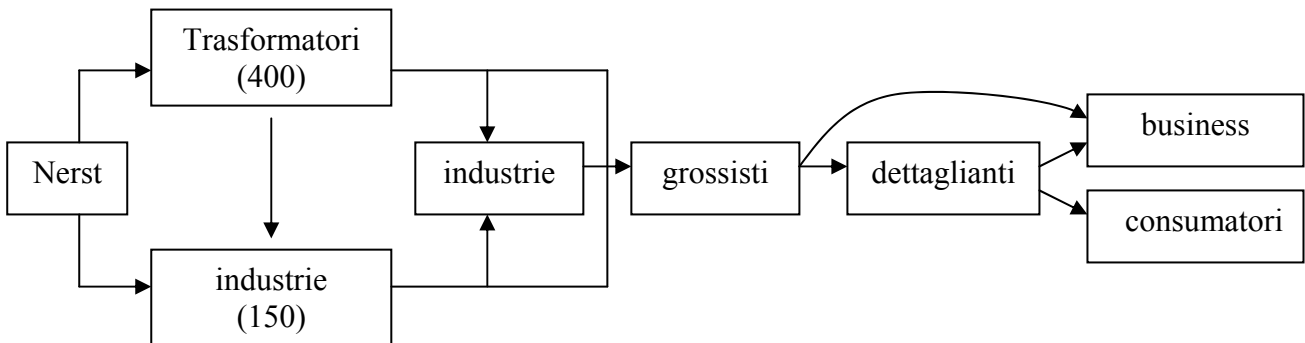 Trasformatori
(400)
Nerst
industrie
(150)
industrie
grossisti
dettaglianti
business
consumatori